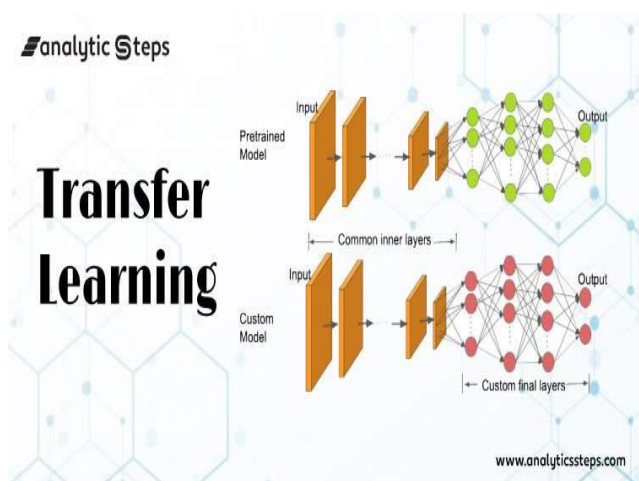 analytic Steps
Transfer
Learning
Input
Pretrained
Model
Output
Common inner layers
Input
Custom
Model
Output
Custom final layers
www.analyticssteps.com